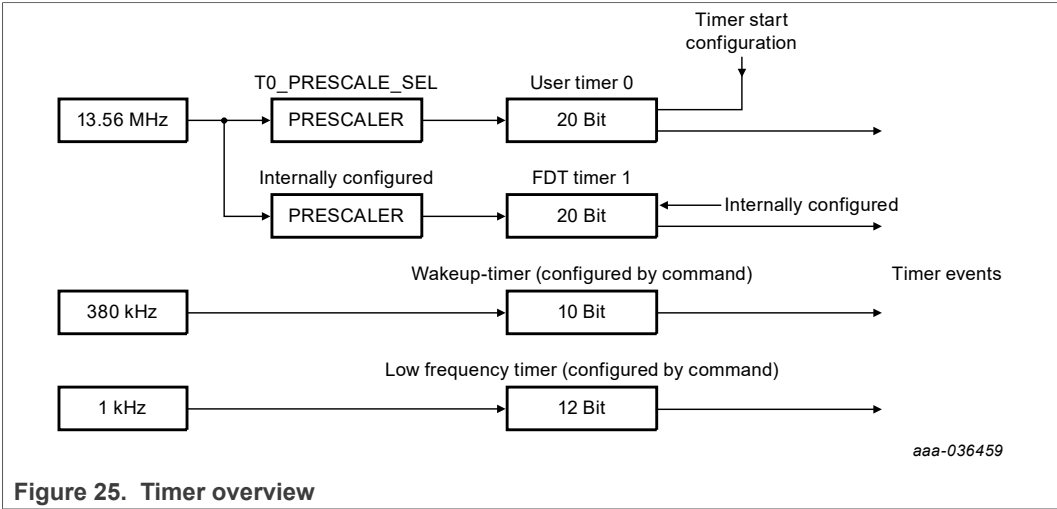 Timer start
configuration
T0_PRESCALE_SEL
User timer 0
13.56 MHz
PRESCALER
20 Bit
Internally configured
FDT timer 1
PRESCALER
20 Bit
Internally configured
Wakeup-timer (configured by command)
Timer events
380 kHz
10 Bit
Low frequency timer (configured by command)
1 kHz
12 Bit
aaa-036459
Figure 25. Timer overview